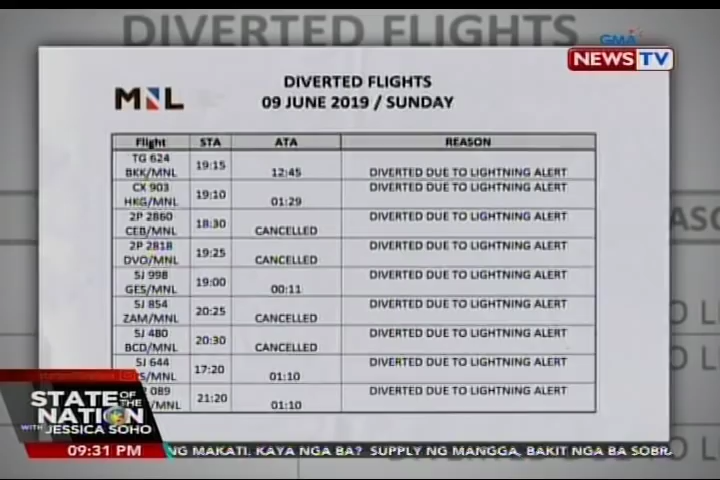 DIVERTED FLIGHTS
GMA
NEWS TV
MNL
DIVERTED FLIGHTS
09 JUNE 2019 / SUNDAY
Flight STA ATA REASON
TG 624
BKK/MNL 19:15 12:45 DIVERTED DUE TO LIGHTNING ALERT
CX 903
HKG/MNL 19:10 01:29 DIVERTED DUE TO LIGHTNING ALERT
2P 2860
CEB/MNL 18:30 CANCELLED DIVERTED DUE TO LIGHTNING ALERT
2P 2818
DVO/MNL 19:25 CANCELLED DIVERTED DUE TO LIGHTNING ALERT
5J 998
GES/MNL 19:00 00:11 DIVERTED DUE TO LIGHTNING ALERT
5J 854
ZAM/MNL 20:25 CANCELLED DIVERTED DUE TO LIGHTNING ALERT
5J 480
BCD/MNL 20:30 CANCELLED DIVERTED DUE TO LIGHTNING ALERT
5J 644
S/MNL 17:20 01:10 DIVERTED DUE TO LIGHTNING ALERT
089
/MNL 21:20 01:10 DIVERTED DUE TO LIGHTNING ALERT
STATE OF THE
NATION
WITH JESSICA SOHO
09:31 PM NG MAKATI, KAYA NGA BA? SUPPLY NG MANGGA, BAKIT NGA BA SOBRA